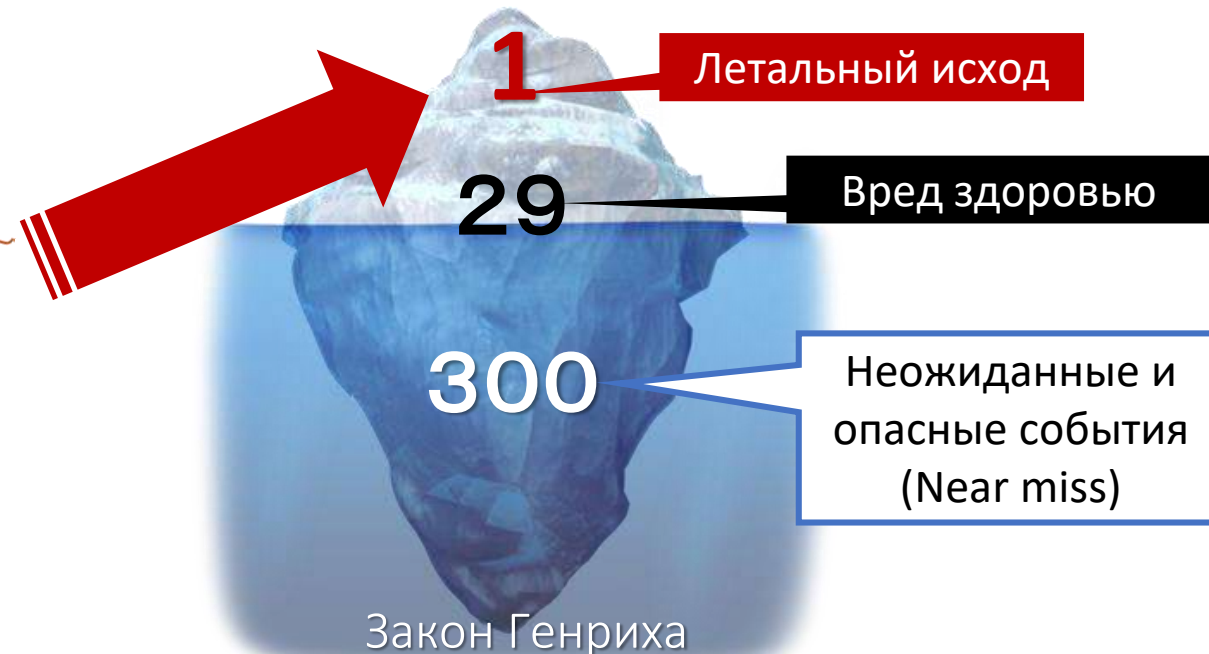 1
Летальный исход
29
Вред здоровью
300
Неожиданные и
опасные события
(Near miss)
Закон Генриха